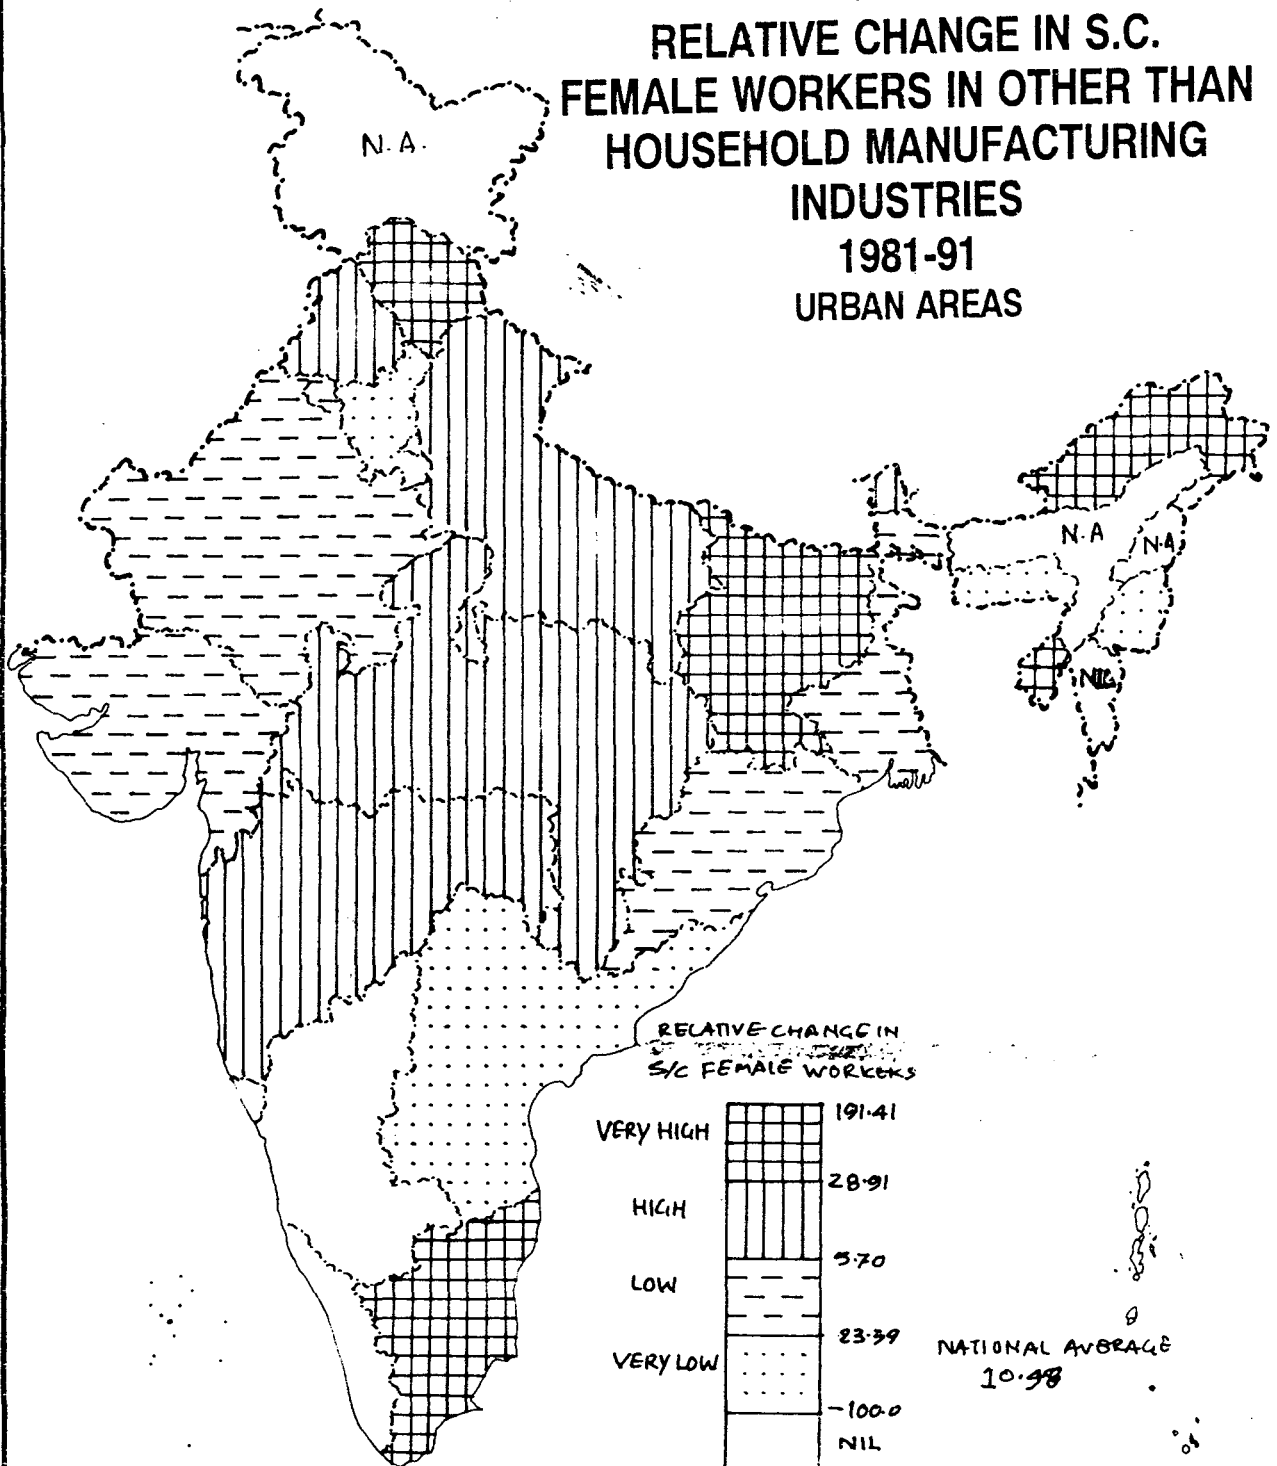 RELATIVE CHANGE IN S.C.
FEMALE WORKERS IN OTHER THAN
HOUSEHOLD MANUFACTURING
INDUSTRIES
1981-91
URBAN AREAS
N.A.
N.A
N.A
NIL
RELATIVE CHANGE IN
S/C FEMALE WORKERS
VERY HIGH
191.41
28.91
HIGH
5.70
LOW
23.39
VERY LOW
-100.0
NIL
NATIONAL AVERAGE
10.98